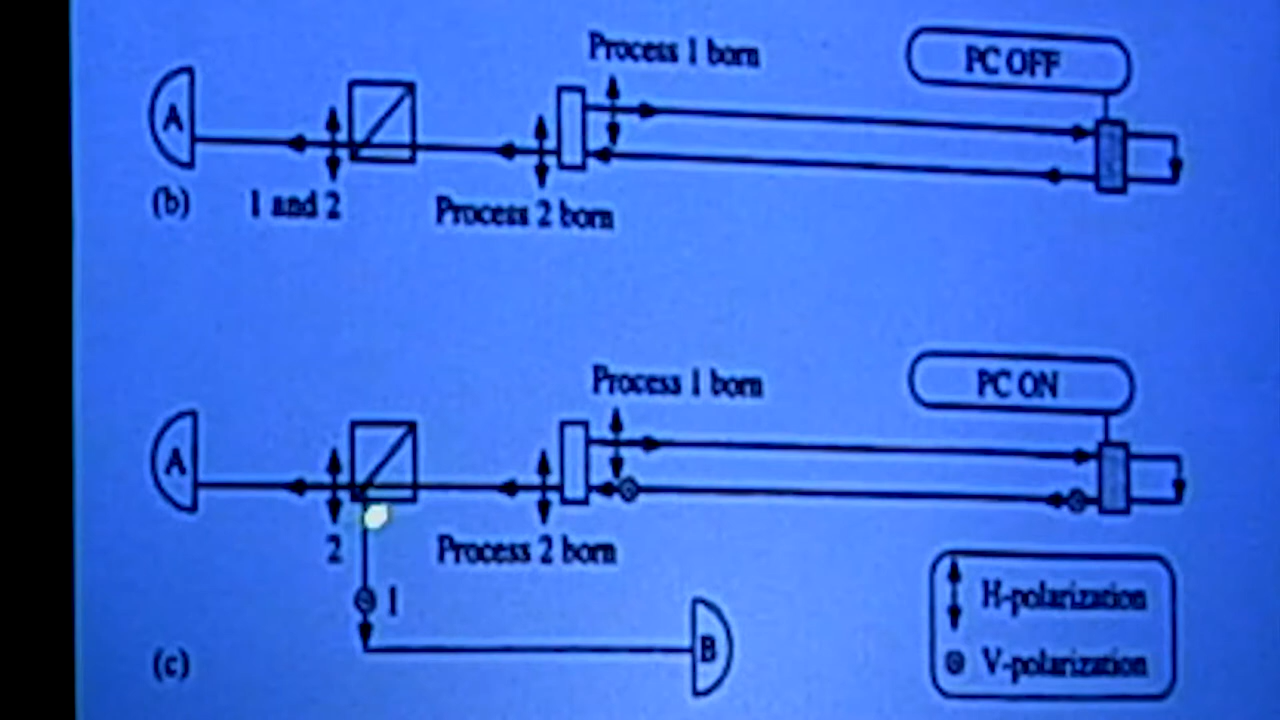 Process 1 born
PC OFF
A
(b)
1 and 2
Process 2 born
Process 1 born
PC ON
A
2
Process 2 born
1
H-polarization
B
V-polarization
(c)